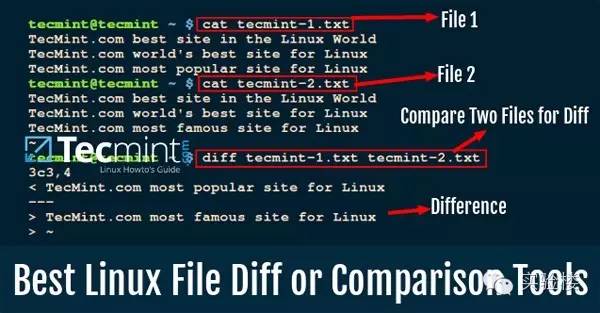 tecmint@tecmint ~ $ cat tecmint-1.txt
File 1
TecMint.com best site in the Linux World
TecMint.com world's best site for Linux
TecMint.com most popular site for Linux
tecmint@tecmint ~ $ cat tecmint-2.txt
File 2
TecMint.com best site in the Linux World
TecMint.com world's best site for Linux
TecMint.com most famous site for Linux
Compare Two Files for Diff
~
Tecmint.com
Linux Howto's Guide
$ diff tecmint-1.txt tecmint-2.txt
3c3,4
< TecMint.com most popular site for Linux
---
> TecMint.com most famous site for Linux
Difference
> ~
Best Linux File Diff or Comparison Tools
实验楼